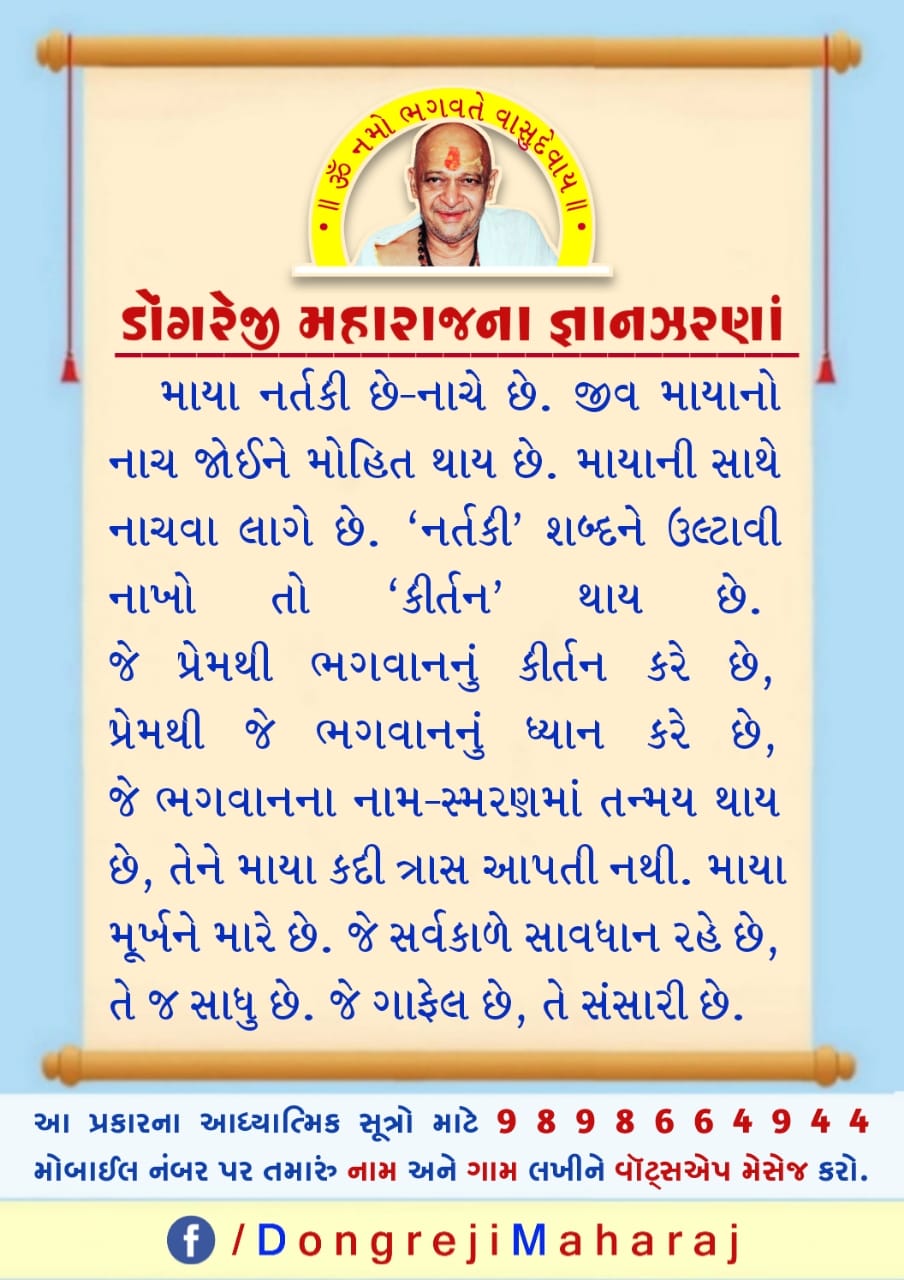 ॥ ૐ નમો ભગવતે વાસુદેવાય ॥
ડોંગરેજી મહારાજના જ્ઞાનઝરણાં
માયા નર્તકી છે-નાચે છે. જીવ માયાનો
નાચ જોઈને મોહિત થાય છે. માયાની સાથે
નાચવા લાગે છે. ‘નર્તકી’ શબ્દને ઉલ્ટાવી
નાખો તો ‘કીર્તન’ થાય છે.
જે પ્રેમથી ભગવાનનું કીર્તન કરે છે,
પ્રેમથી જે ભગવાનનું ધ્યાન કરે છે,
જે ભગવાનના નામ-સ્મરણમાં તન્મય થાય
છે, તેને માયા કદી ત્રાસ આપતી નથી. માયા
મૂર્ખને મારે છે. જે સર્વકાળે સાવધાન રહે છે,
તે જ સાધુ છે. જે ગાફેલ છે, તે સંસારી છે.
આ પ્રકારના આધ્યાત્મિક સૂત્રો માટે 9 8 9 8 6 6 4 9 4 4
મોબાઈલ નંબર પર તમારું નામ અને ગામ લખીને વૉટ્સએપ મેસેજ કરો.
f /DongrejiMaharaj